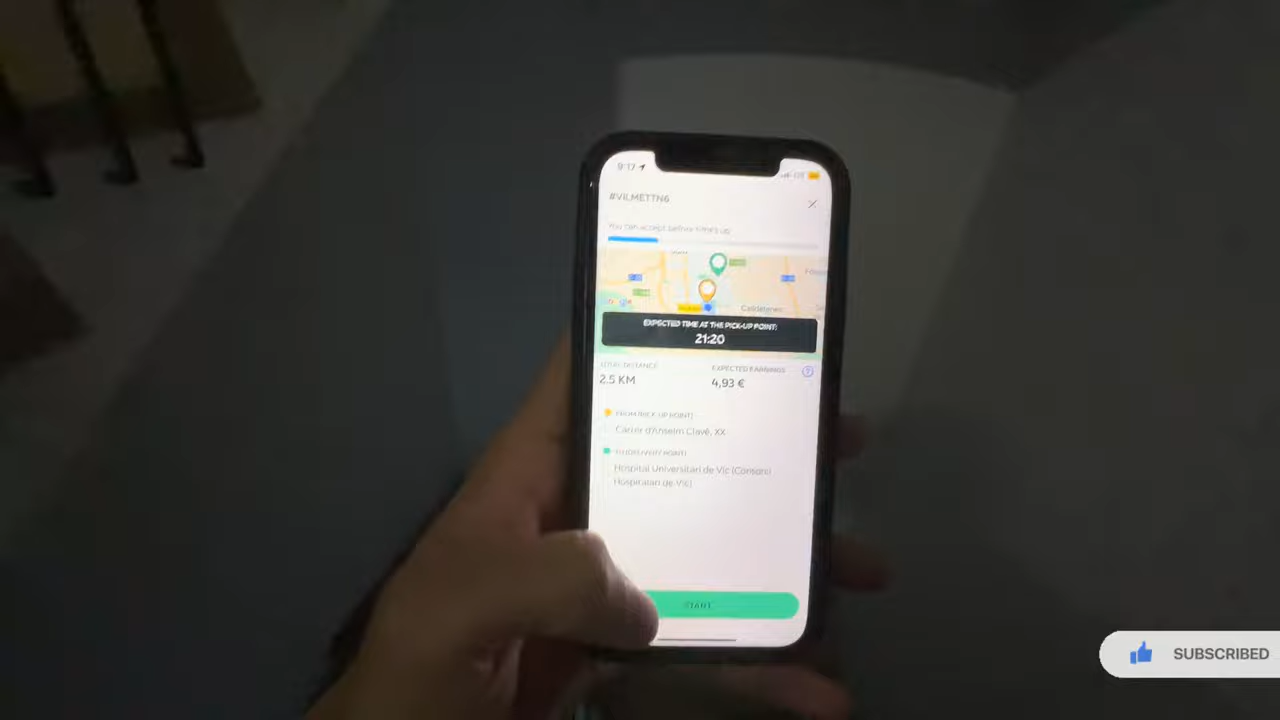 9:17
#VILMETTN6
You can accept before time's up
EXPECTED TIME AT THE PICK-UP POINT:
21:20
TOTAL DISTANCE
EXPECTED EARNINGS
2.5 KM
4,93 €
FROM (PICK-UP POINT)
Carrer d'Anselm Clavé, XX
TO (DELIVERY POINT)
Hospital Universitari de Vic (Consorci
Hospitalari de Vic)
START
SUBSCRIBED